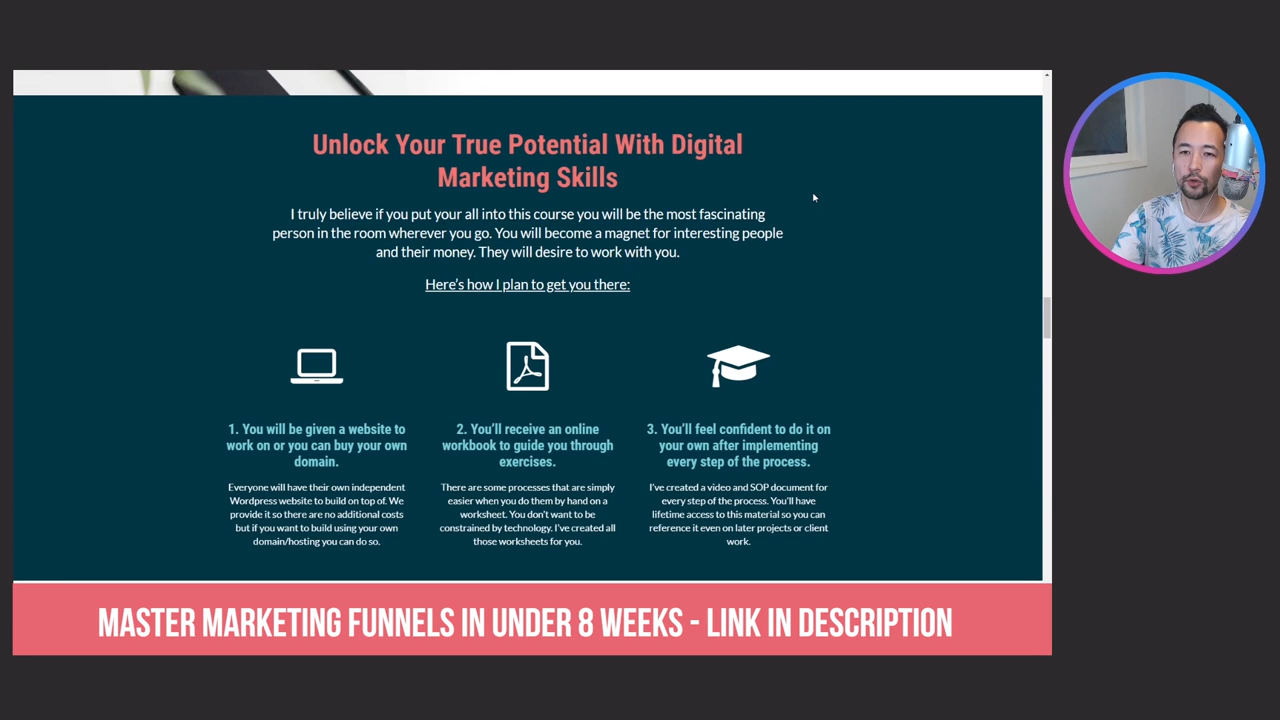 Unlock Your True Potential With Digital
Marketing Skills
I truly believe if you put your all into this course you will be the most fascinating
person in the room wherever you go. You will become a magnet for interesting people
and their money. They will desire to work with you.
Here's how I plan to get you there:
1. You will be given a website to
work on or you can buy your own
domain.
Everyone will have their own independent
Wordpress website to build on top of. We
provide it so there are no additional costs
but if you want to build using your own
domain/hosting you can do so.
2. You'll receive an online
workbook to guide you through
exercises.
There are some processes that are simply
easier when you do them by hand on a
worksheet. You don't want to be
constrained by technology. I've created all
those worksheets for you.
3. You'll feel confident to do it on
your own after implementing
every step of the process.
I've created a video and SOP document for
every step of the process. You'll have
lifetime access to this material so you can
reference it even on later projects or client
work.
MASTER MARKETING FUNNELS IN UNDER 8 WEEKS - LINK IN DESCRIPTION